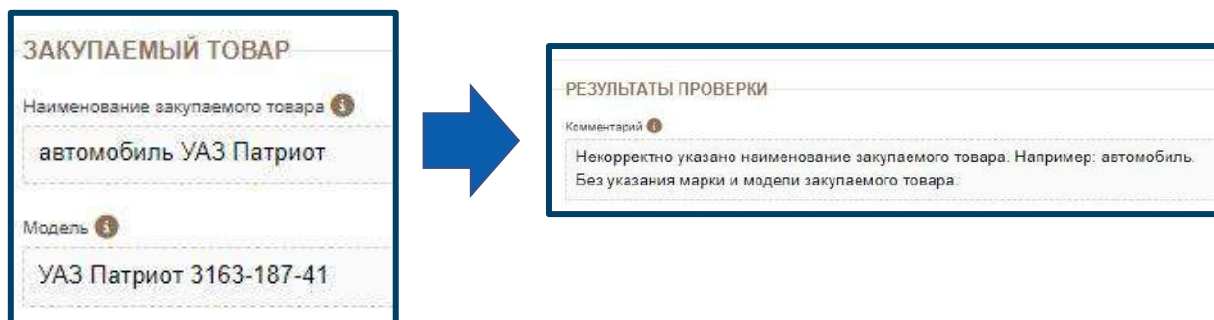 ЗАКУПАЕМЫЙ ТОВАР
Наименование закупаемого товара
автомобиль УАЗ Патриот
Модель
УАЗ Патриот 3163-187-41
РЕЗУЛЬТАТЫ ПРОВЕРКИ
Комментарий
Некорректно указано наименование закупаемого товара. Например: автомобиль.
Без указания марки и модели закупаемого товара.